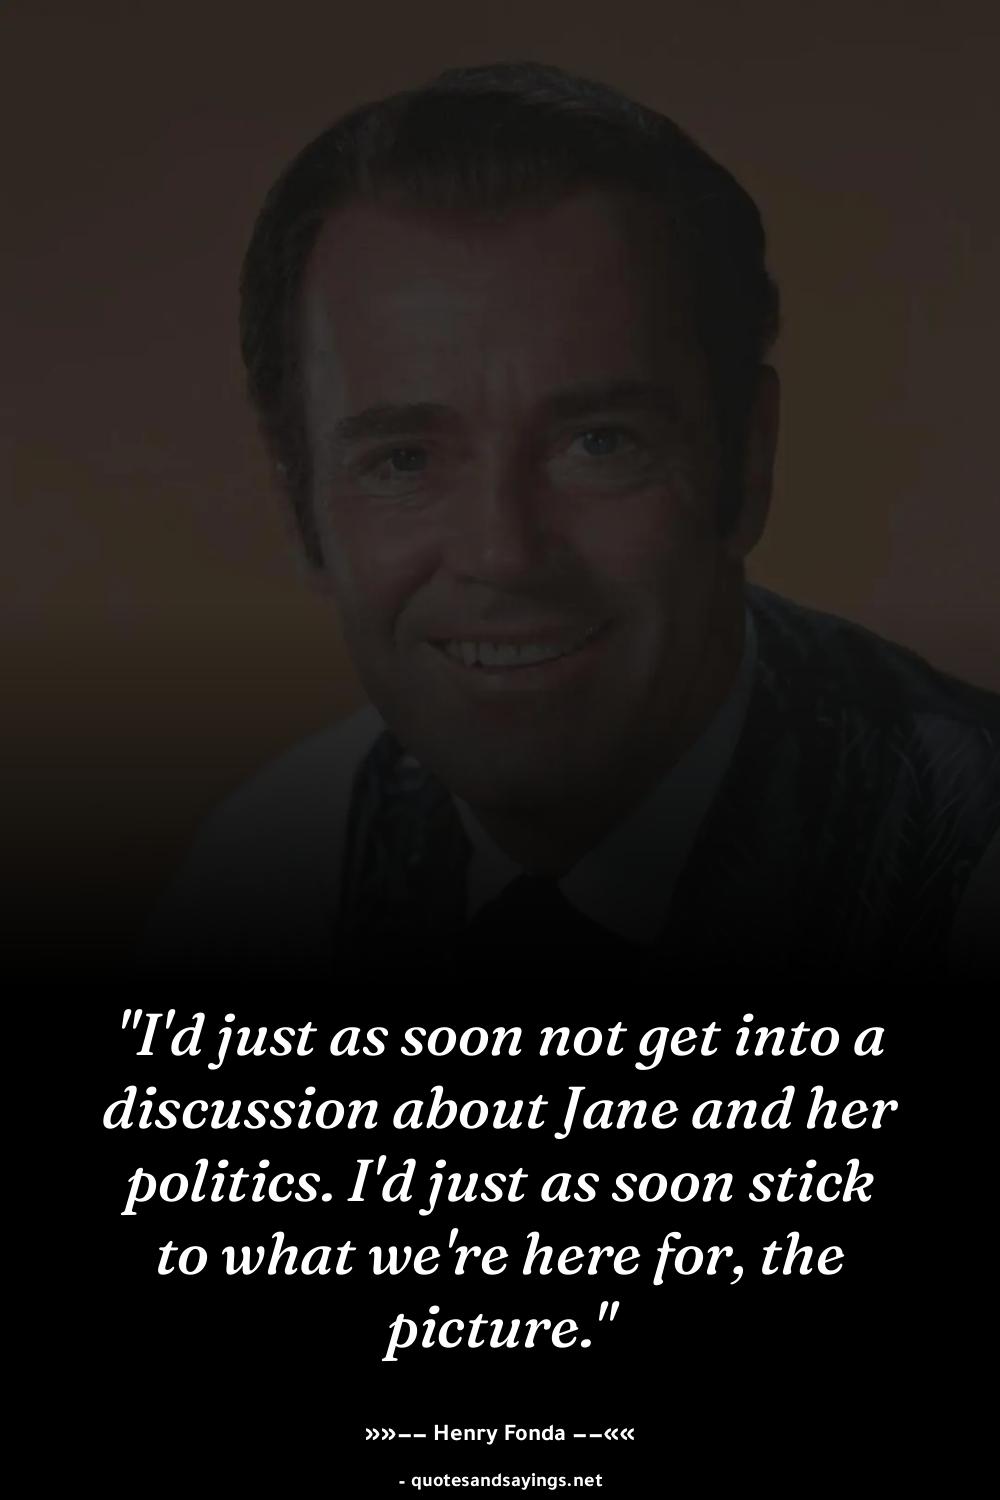 "I'd just as soon not get into a
discussion about Jane and her
politics. I'd just as soon stick
to what we're here for, the
picture."
»»–– Henry Fonda ––««
- quotesandsayings.net